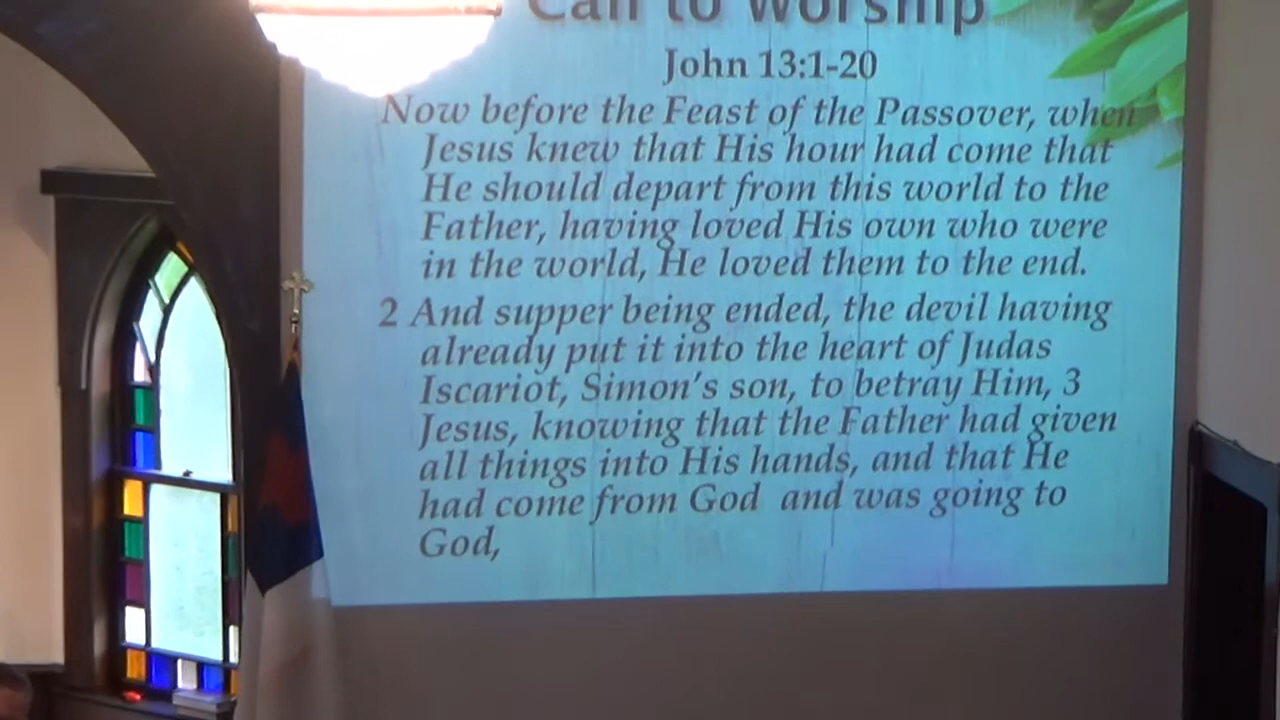 Call to Worship
John 13:1-20
Now before the Feast of the Passover, when
Jesus knew that His hour had come that
He should depart from this world to the
Father, having loved His own who were
in the world, He loved them to the end.
2 And supper being ended, the devil having
already put it into the heart of Judas
Iscariot, Simon's son, to betray Him, 3
Jesus, knowing that the Father had given
all things into His hands, and that He
had come from God and was going to
God,